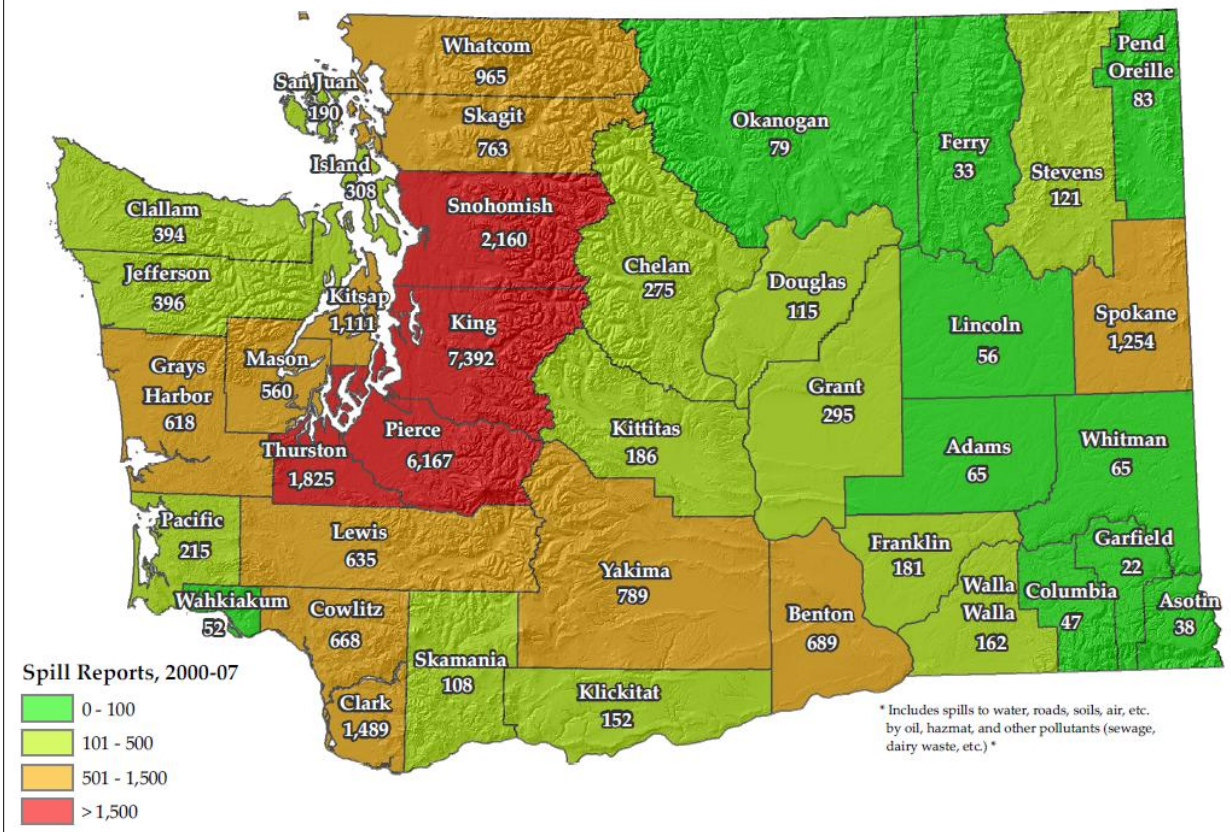 Whatcom
965
San Juan
190
Skagit
763
Island
308
Okanogan
79
Ferry
33
Stevens
121
Pend
Oreille
83
Clallam
394
Snohomish
2,160
Jefferson
396
Chelan
275
Douglas
115
Kitsap
1,111
King
7,392
Lincoln
56
Spokane
1,254
Grays
Harbor
618
Mason
560
Grant
295
Thurston
1,825
Pierce
6,167
Kittitas
186
Adams
65
Whitman
65
Pacific
215
Lewis
635
Yakima
789
Franklin
181
Garfield
22
Wahkiakum
52
Cowlitz
668
Benton
689
Walla
Walla
162
Columbia
47
Asotin
38
Skamania
108
Klickitat
152
Clark
1,489
Spill Reports, 2000-07
0 - 100
101 - 500
501 - 1,500
> 1,500
* Includes spills to water, roads, soils, air, etc.
by oil, hazmat, and other pollutants (sewage,
dairy waste, etc.) *